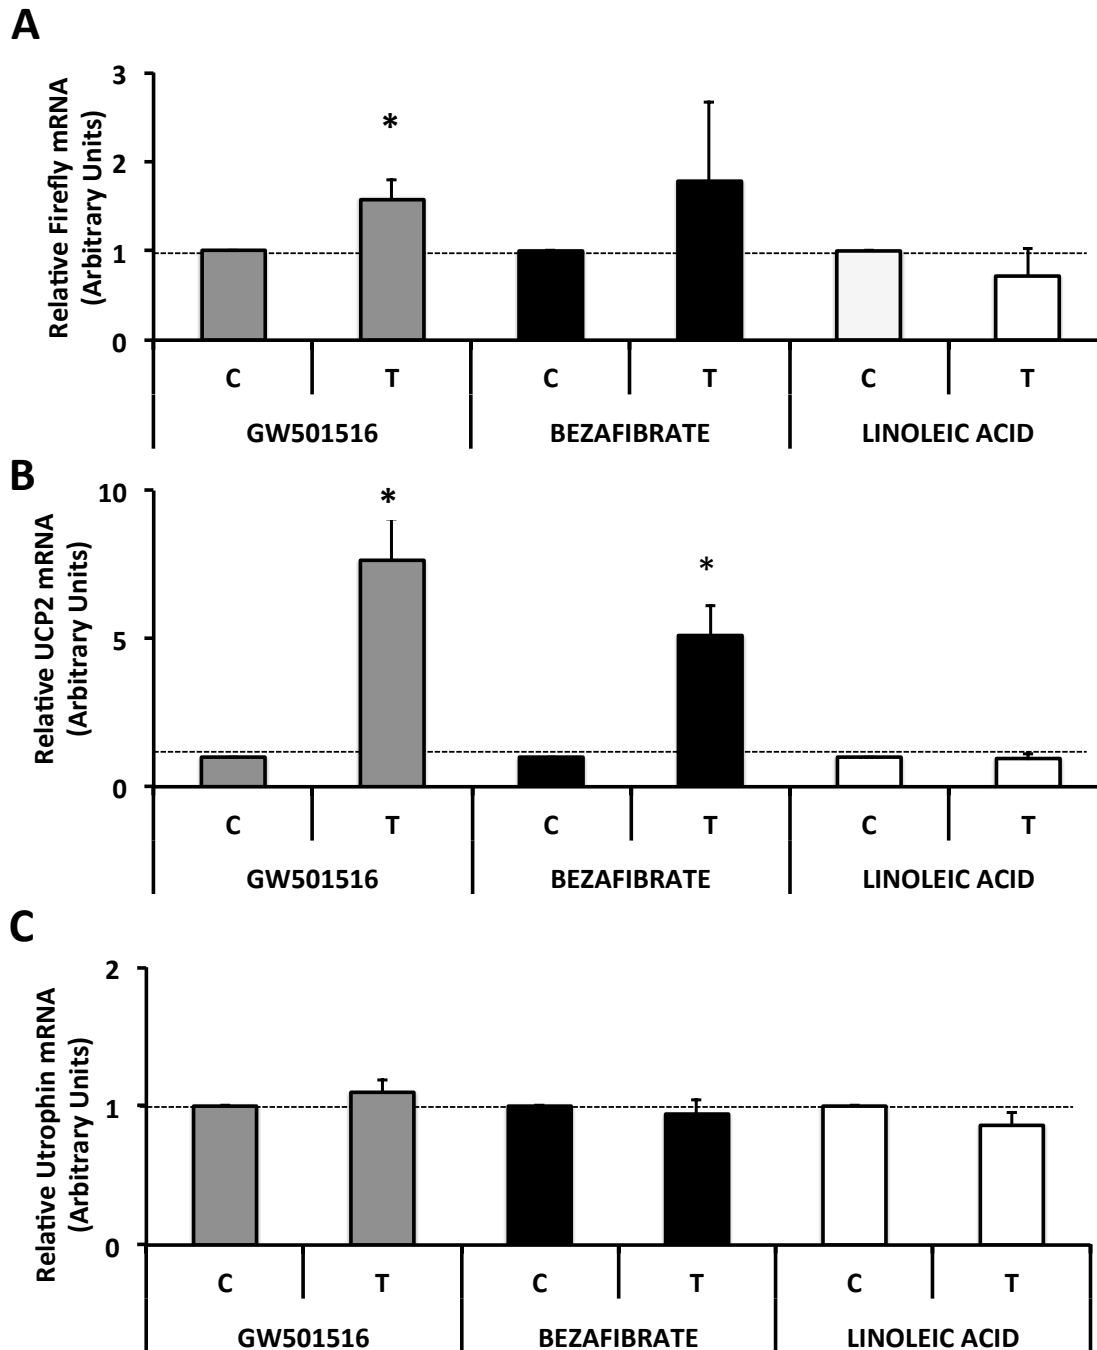 A
Relative Firefly mRNA
(Arbitrary Units)
3
2
1
0
*
C T C T C T
GW501516 BEZAFIBRATE LINOLEIC ACID
B
Relative UCP2 mRNA
(Arbitrary Units)
10
5
0
*
*
C T C T C T
GW501516 BEZAFIBRATE LINOLEIC ACID
C
Relative Utrophin mRNA
(Arbitrary Units)
2
1
0
C T C T C T
GW501516 BEZAFIBRATE LINOLEIC ACID